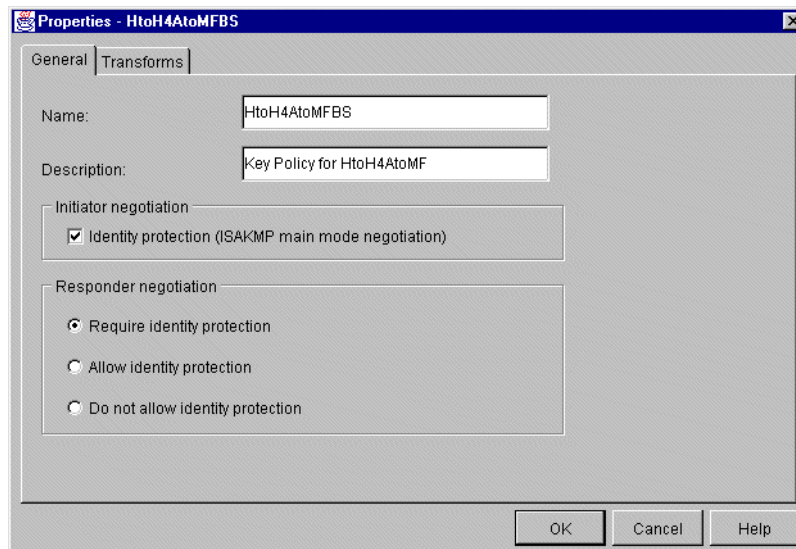 Properties - HtoH4AtoMFBS
General Transforms
Name: HtoH4AtoMFBS
Description: Key Policy for HtoH4AtoMF
Initiator negotiation
Identity protection (ISAKMP main mode negotiation)
Responder negotiation
Require identity protection
Allow identity protection
Do not allow identity protection
OK Cancel Help